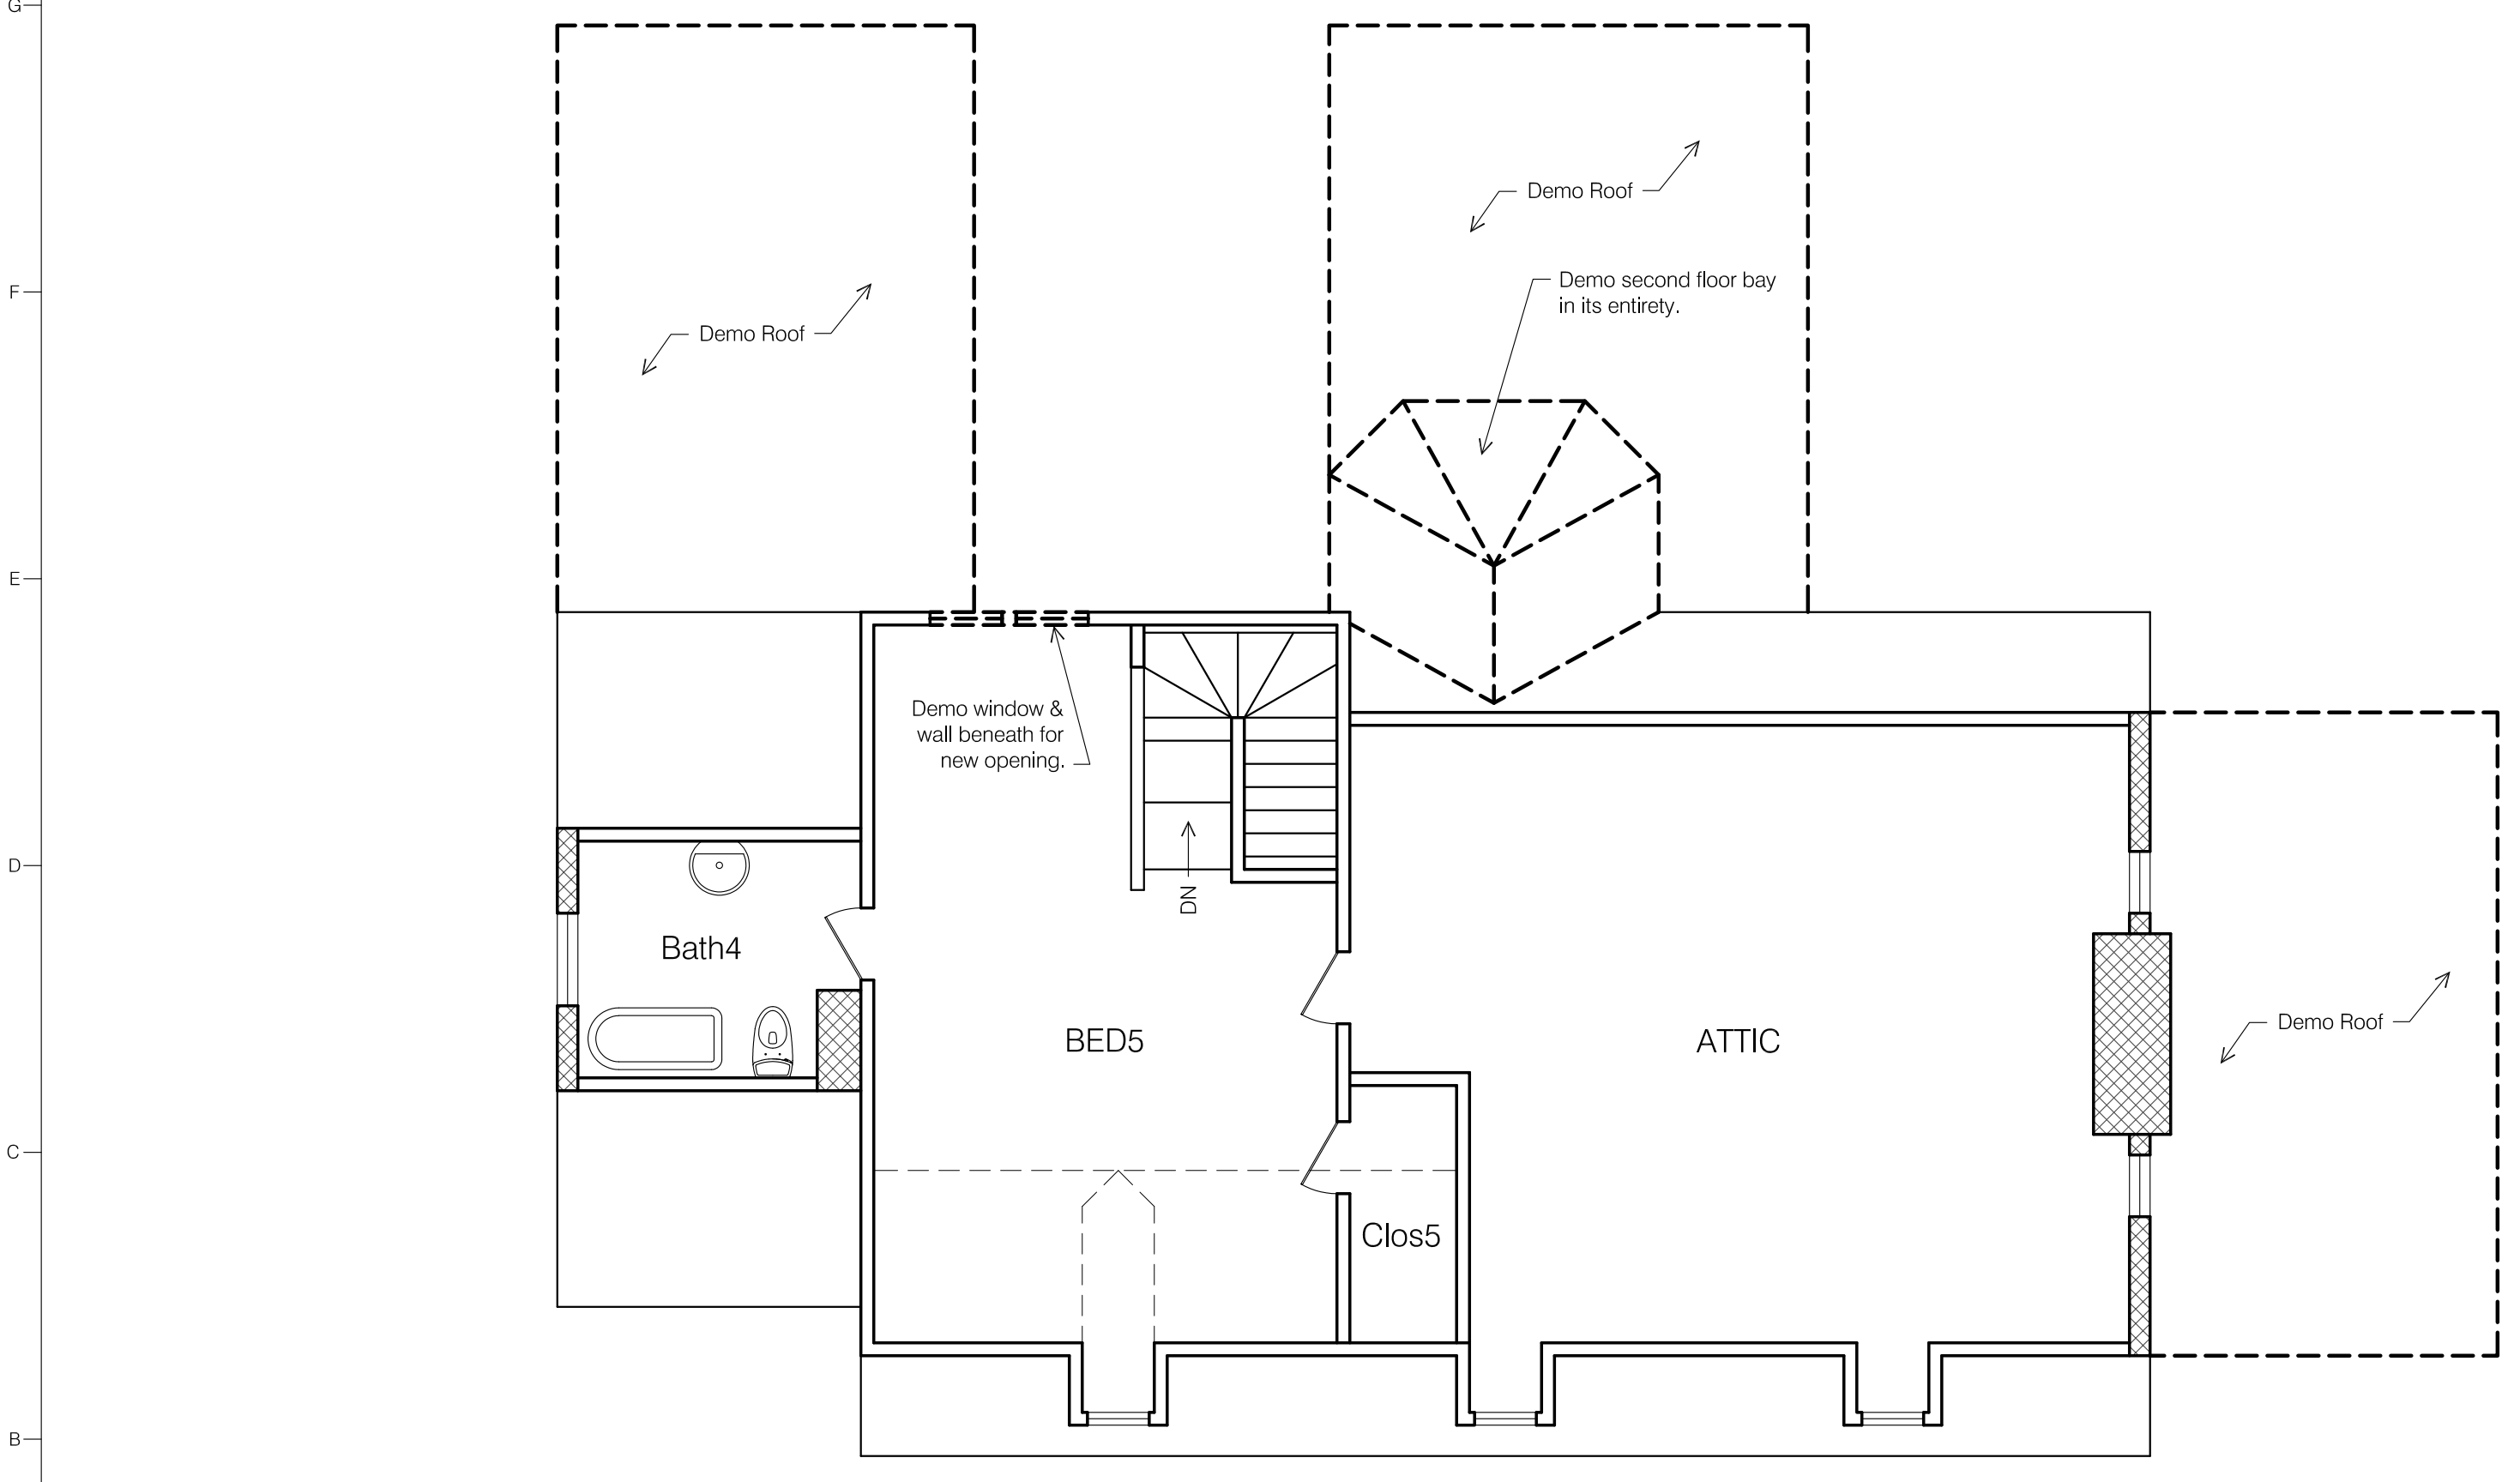 G
Demo Roof
Demo second floor bay
in its entirety.
F
Demo Roof
E
Demo window &
wall beneath for
new opening.
D
DN
Bath4
BED5
ATTIC
Demo Roof
C
Clos5
B